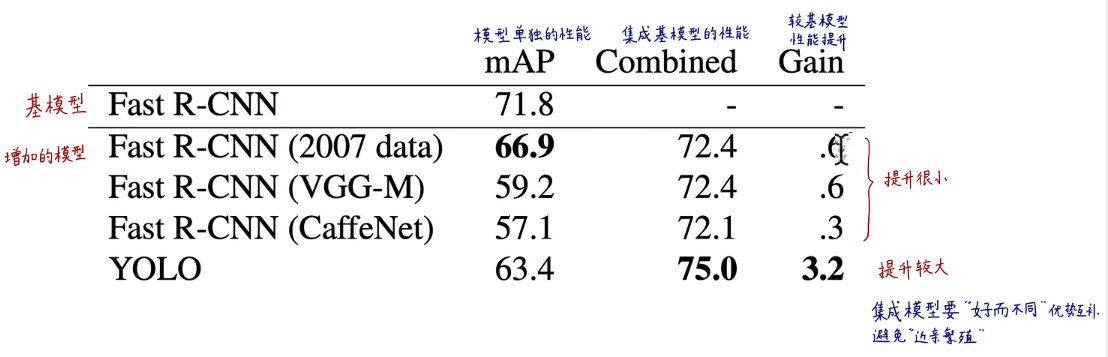 模型单独的性能 集成基模型的性能 较基模型
性能提升
mAP Combined Gain
基模型 Fast R-CNN 71.8 - -
增加的模型 Fast R-CNN (2007 data) 66.9 72.4 .6
Fast R-CNN (VGG-M) 59.2 72.4 .6 提升很小
Fast R-CNN (CaffeNet) 57.1 72.1 .3
YOLO 63.4 75.0 3.2 提升较大
集成模型要“好而不同”优势互补
避免“近亲繁殖”